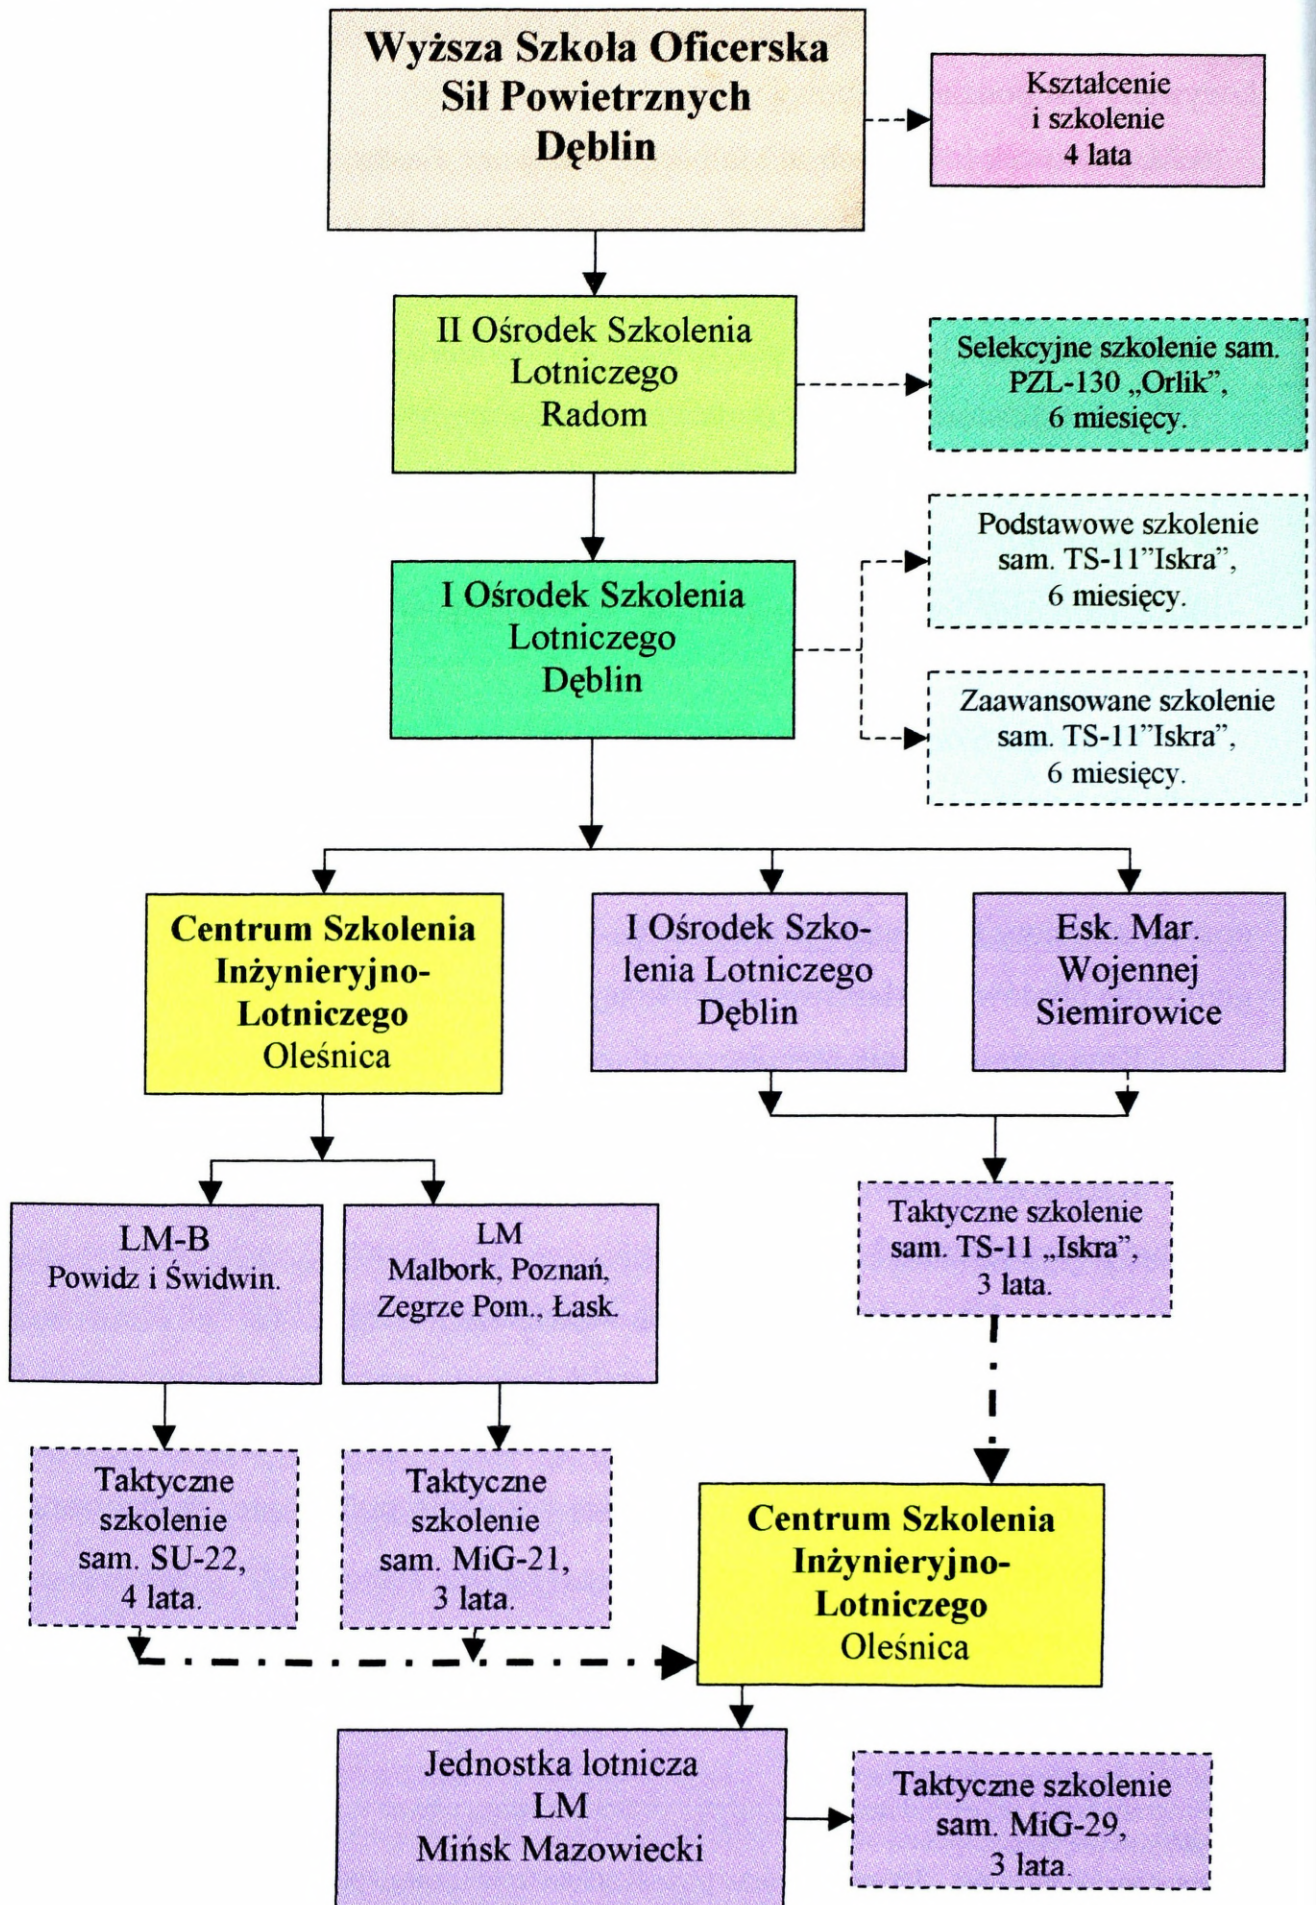 Wyższa Szkoła Oficerska
Sił Powietrznych
Dęblin
Kształcenie
i szkolenie
4 lata
II Ośrodek Szkolenia
Lotniczego
Radom
Selekcyjne szkolenie sam.
PZL-130 „Orlik”,
6 miesięcy.
Podstawowe szkolenie
sam. TS-11”Iskra”,
6 miesięcy.
I Ośrodek Szkolenia
Lotniczego
Dęblin
Zaawansowane szkolenie
sam. TS-11”Iskra”,
6 miesięcy.
Centrum Szkolenia
Inżynieryjno-
Lotniczego
Oleśnica
I Ośrodek Szko-
lenia Lotniczego
Dęblin
Esk. Mar.
Wojennej
Siemirowice
LM-B
Powidz i Świdwin.
LM
Malbork, Poznań,
Zegrze Pom., Łask.
Taktyczne szkolenie
sam. TS-11 „Iskra”,
3 lata.
Taktyczne
szkolenie
sam. SU-22,
4 lata.
Taktyczne
szkolenie
sam. MiG-21,
3 lata.
Centrum Szkolenia
Inżynieryjno-
Lotniczego
Oleśnica
Jednostka lotnicza
LM
Mińsk Mazowiecki
Taktyczne szkolenie
sam. MiG-29,
3 lata.